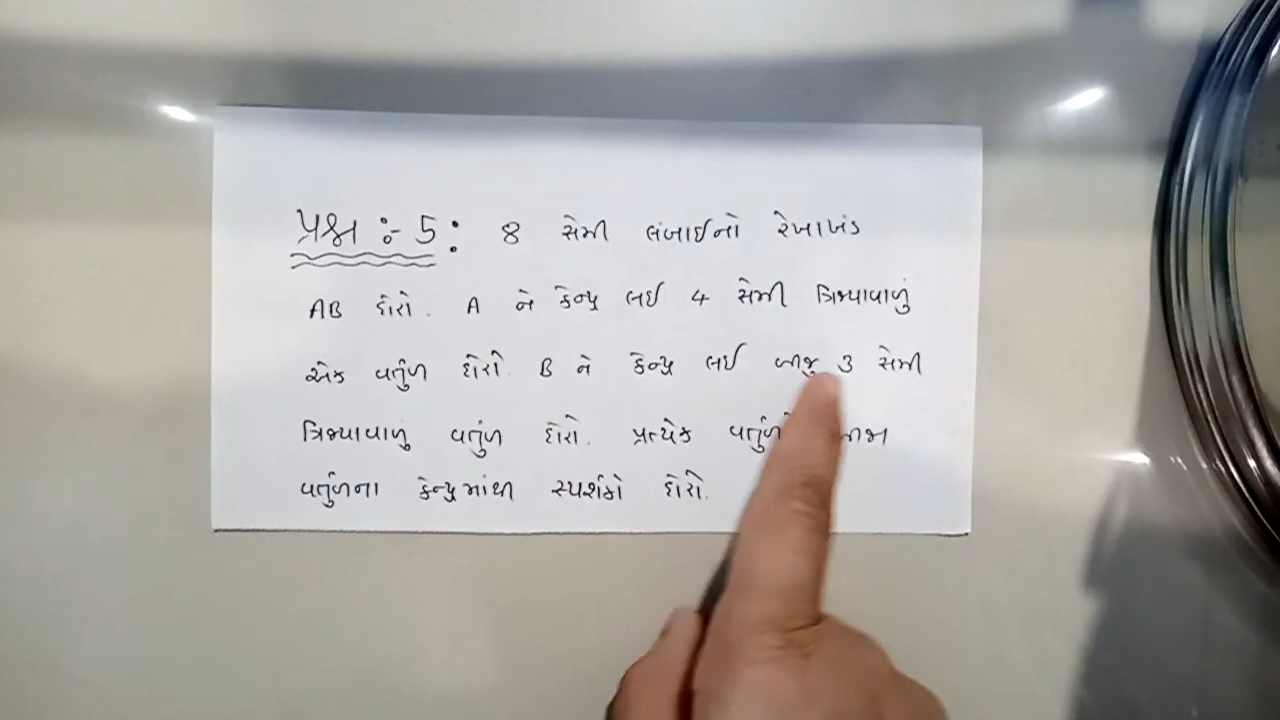 પ્રશ્ન :- 5 : 8 સેમી લંબાઈનો રેખાખંડ
AB દોરો. A ને કેન્દ્ર લઈ 4 સેમી ત્રિજ્યાવાળું
એક વર્તુળ દોરો. B ને કેન્દ્ર લઈ બીજુ 3 સેમી
ત્રિજ્યાવાળું વર્તુળ દોરો. પ્રત્યેક
વર્તુળના કેન્દ્રમાંથી સ્પર્શકો દોરો.